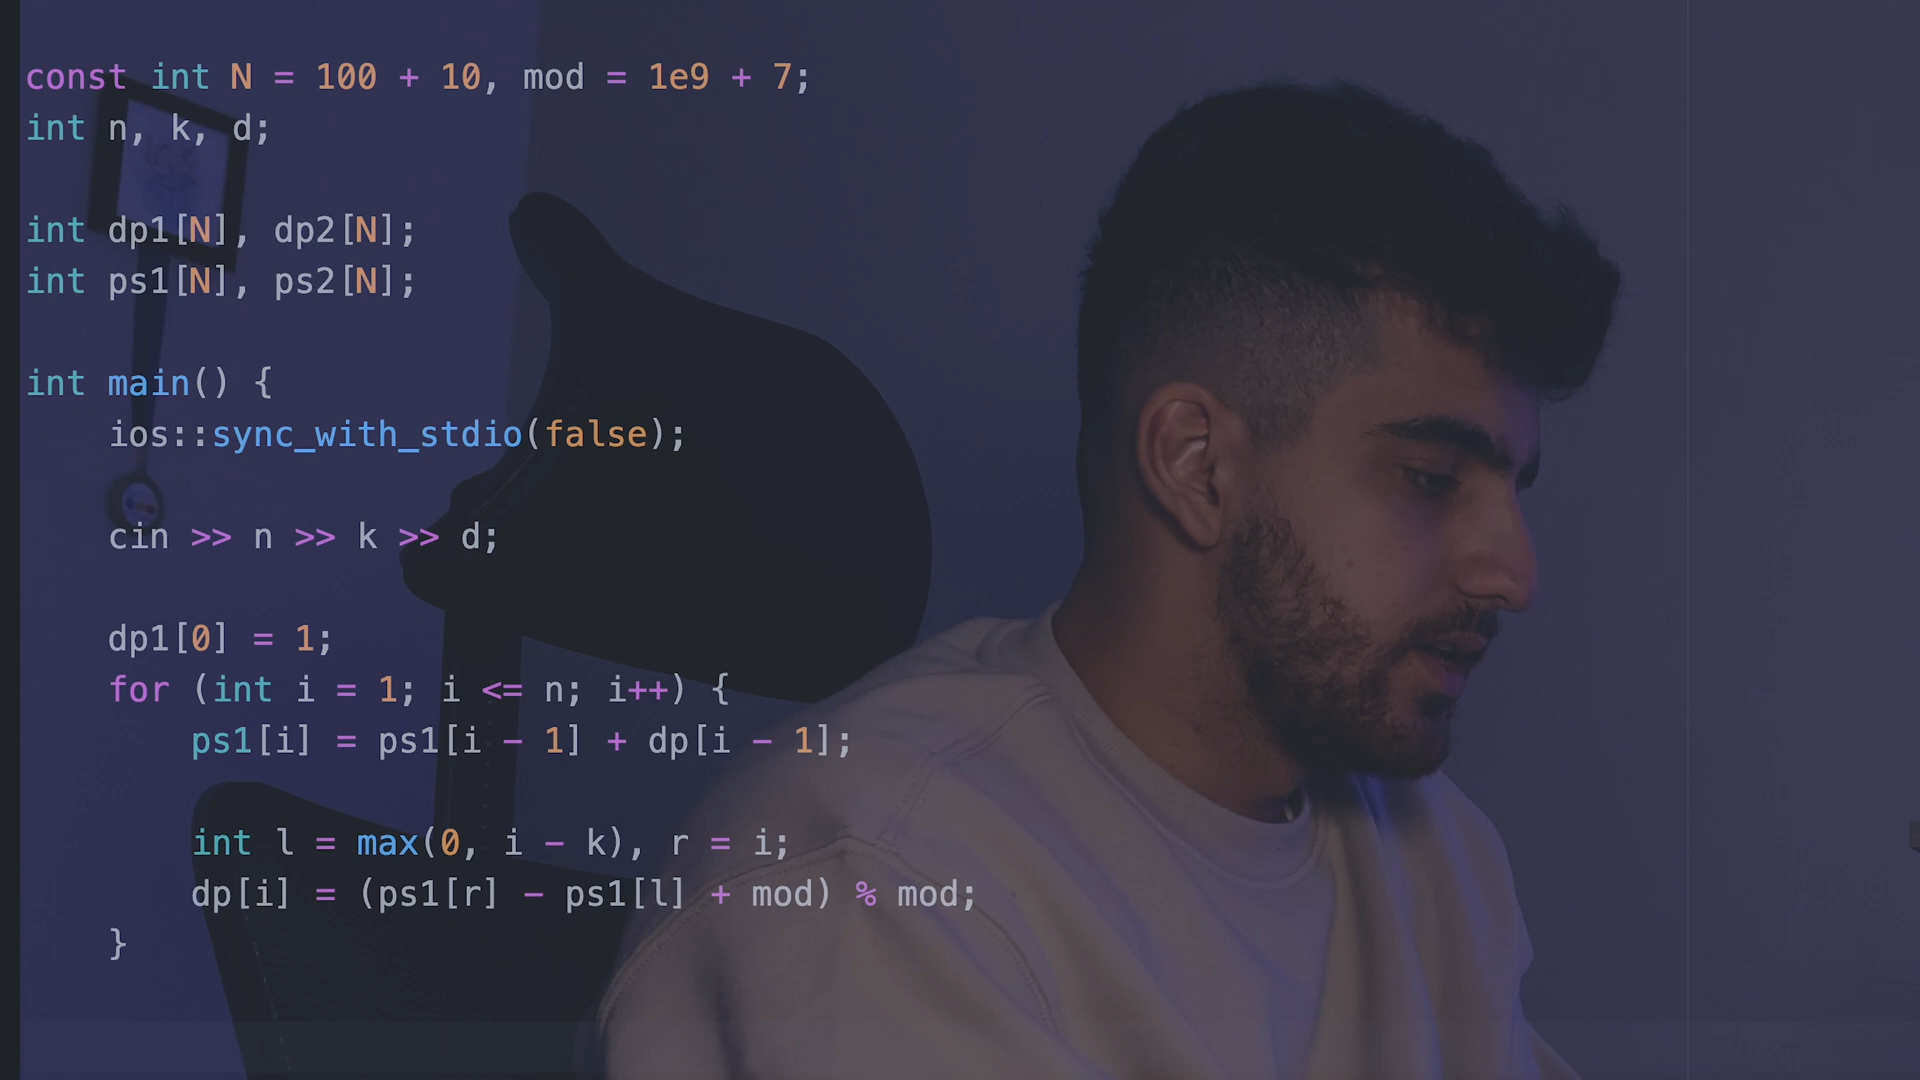 const int N = 100 + 10, mod = 1e9 + 7;
int n, k, d;
int dp1[N], dp2[N];
int ps1[N], ps2[N];
int main() {
ios::sync_with_stdio(false);
cin >> n >> k >> d;
dp1[0] = 1;
for (int i = 1; i <= n; i++) {
ps1[i] = ps1[i - 1] + dp[i - 1];
int l = max(0, i - k), r = i;
dp[i] = (ps1[r] - ps1[l] + mod) % mod;
}